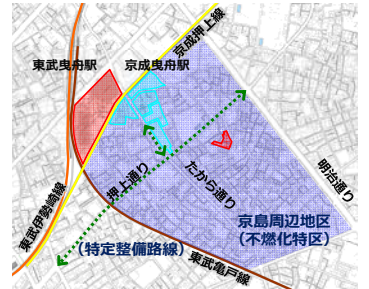 京成押上線
東武曳舟駅
京成曳舟駅
明治通り
たから通り
押上通り
東武伊勢崎線
京島周辺地区
（不燃化特区）
（特定整備路線）
東武亀戸線